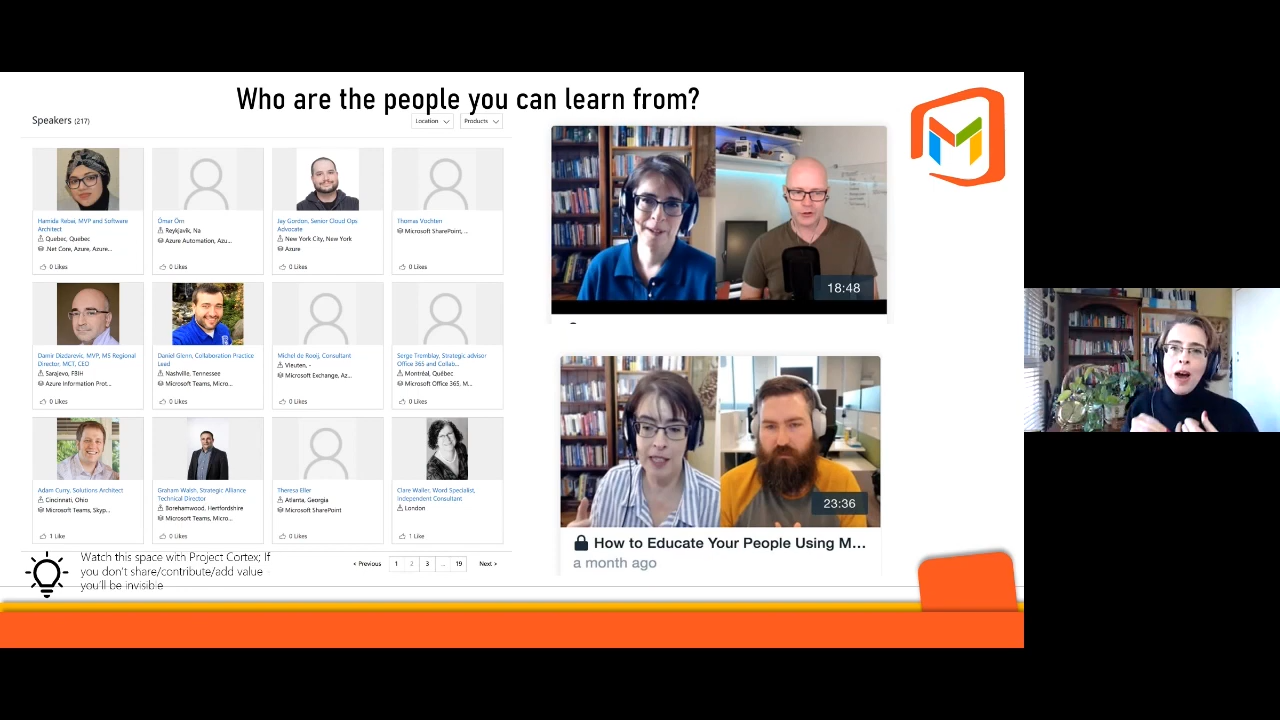 Who are the people you can learn from?
Speakers (217)
Location
Products
Hamida Rebai, MVP and Software
Architect
Quebec, Quebec
.Net Core, Azure, Azure...
0 Likes
Ómar Örn
Reykjavík, Na
Azure Automation, Azu...
0 Likes
Jay Gordon, Senior Cloud Ops
Advocate
New York City, New York
Azure
0 Likes
Thomas Vochten
Microsoft SharePoint, ...
0 Likes
Damir Dizdarevic, MVP, MS Regional
Director, MCT, CEO
Sarajevo, FBIH
Azure Information Prot...
0 Likes
Daniel Glenn, Collaboration Practice
Lead
Nashville, Tennessee
Microsoft Teams, Micro...
0 Likes
Michel de Rooij, Consultant
Vleuten, -
Microsoft Exchange, Az...
0 Likes
Serge Tremblay, Strategic advisor
Office 365 and Collab...
Montréal, Québec
Microsoft Office 365, M...
0 Likes
Adam Curry, Solutions Architect
Cincinnati, Ohio
Microsoft Teams, Skyp...
1 Like
Graham Walsh, Strategic Alliance
Technical Director
Borehamwood, Hertfordshire
Microsoft Teams, Micro...
0 Likes
Theresa Eller
Atlanta, Georgia
Microsoft SharePoint
0 Likes
Clare Waller, Word Specialist,
Independent Consultant
London
1 Like
< Previous 1 2 3 ... 19 Next >
Watch this space with Project Cortex; If
you don't share/contribute/add value
you'll be invisible
18:48
23:36
How to Educate Your People Using M...
a month ago